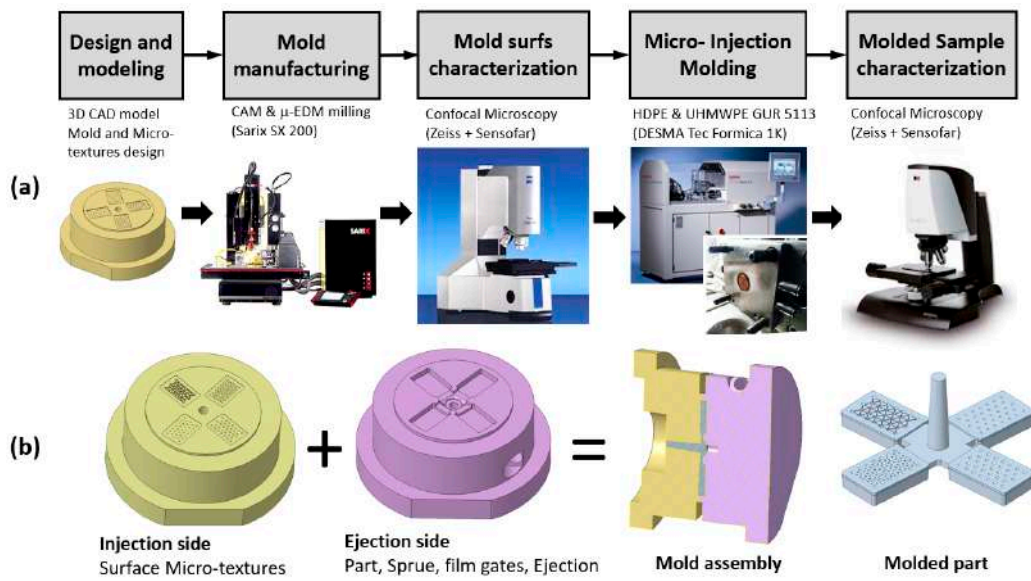 Design and
modeling
Mold
manufacturing
Mold surfs
characterization
Micro- Injection
Molding
Molded Sample
characterization
3D CAD model
Mold and Micro-
textures design
CAM & μ-EDM milling
(Sarix SX 200)
Confocal Microscopy
(Zeiss + Sensofar)
HDPE & UHMWPE GUR 5113
(DESMA Tec Formica 1K)
Confocal Microscopy
(Zeiss + Sensofar)
(a)
SARIX
(b)
+
=
Injection side
Surface Micro-textures
Ejection side
Part, Sprue, film gates, Ejection
Mold assembly
Molded part